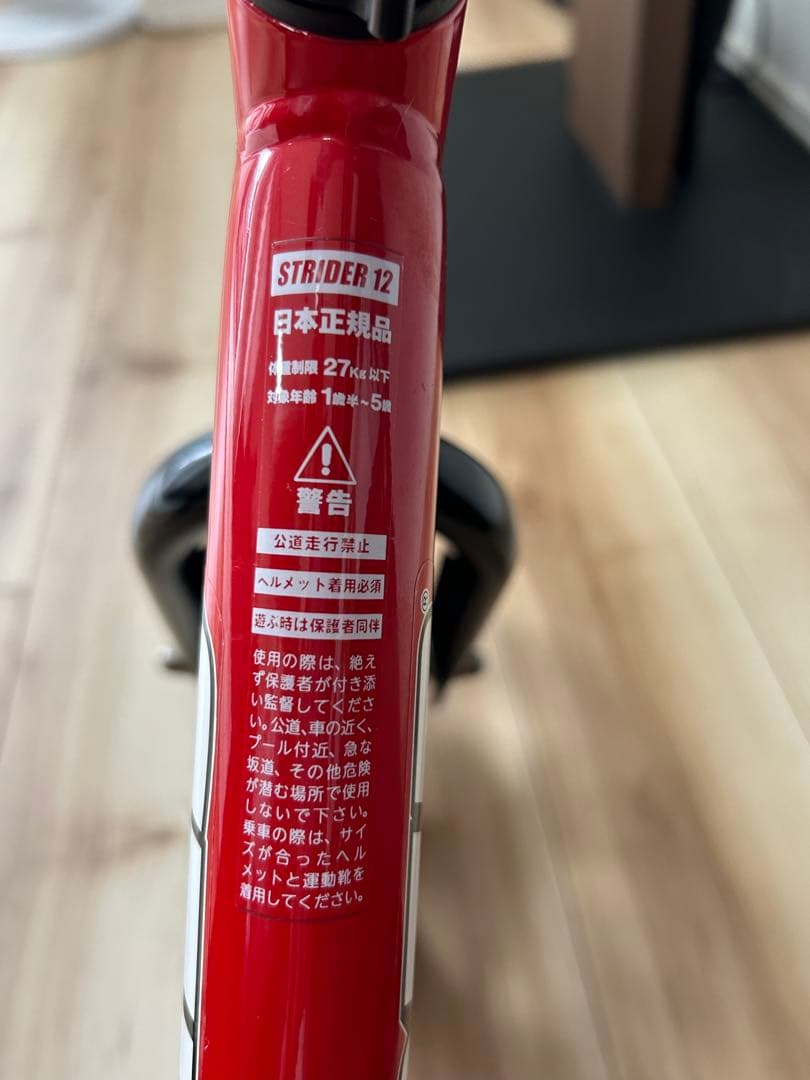 STRIDER 12
日本正規品
体重制限 27Kg 以下
対象年齢 1歳半~5歳
!
警告
公道走行禁止
ヘルメット着用必須
遊ぶ時は保護者同伴
使用の際は、絶え
ず保護者が付き添
い監督してくださ
い。公道、車の近く、
プール付近、急な
坂道、その他危険
が潜む場所で使用
しないで下さい。
乗車の際は、サイ
ズが合ったヘル
メットと運動靴を
着用してください。